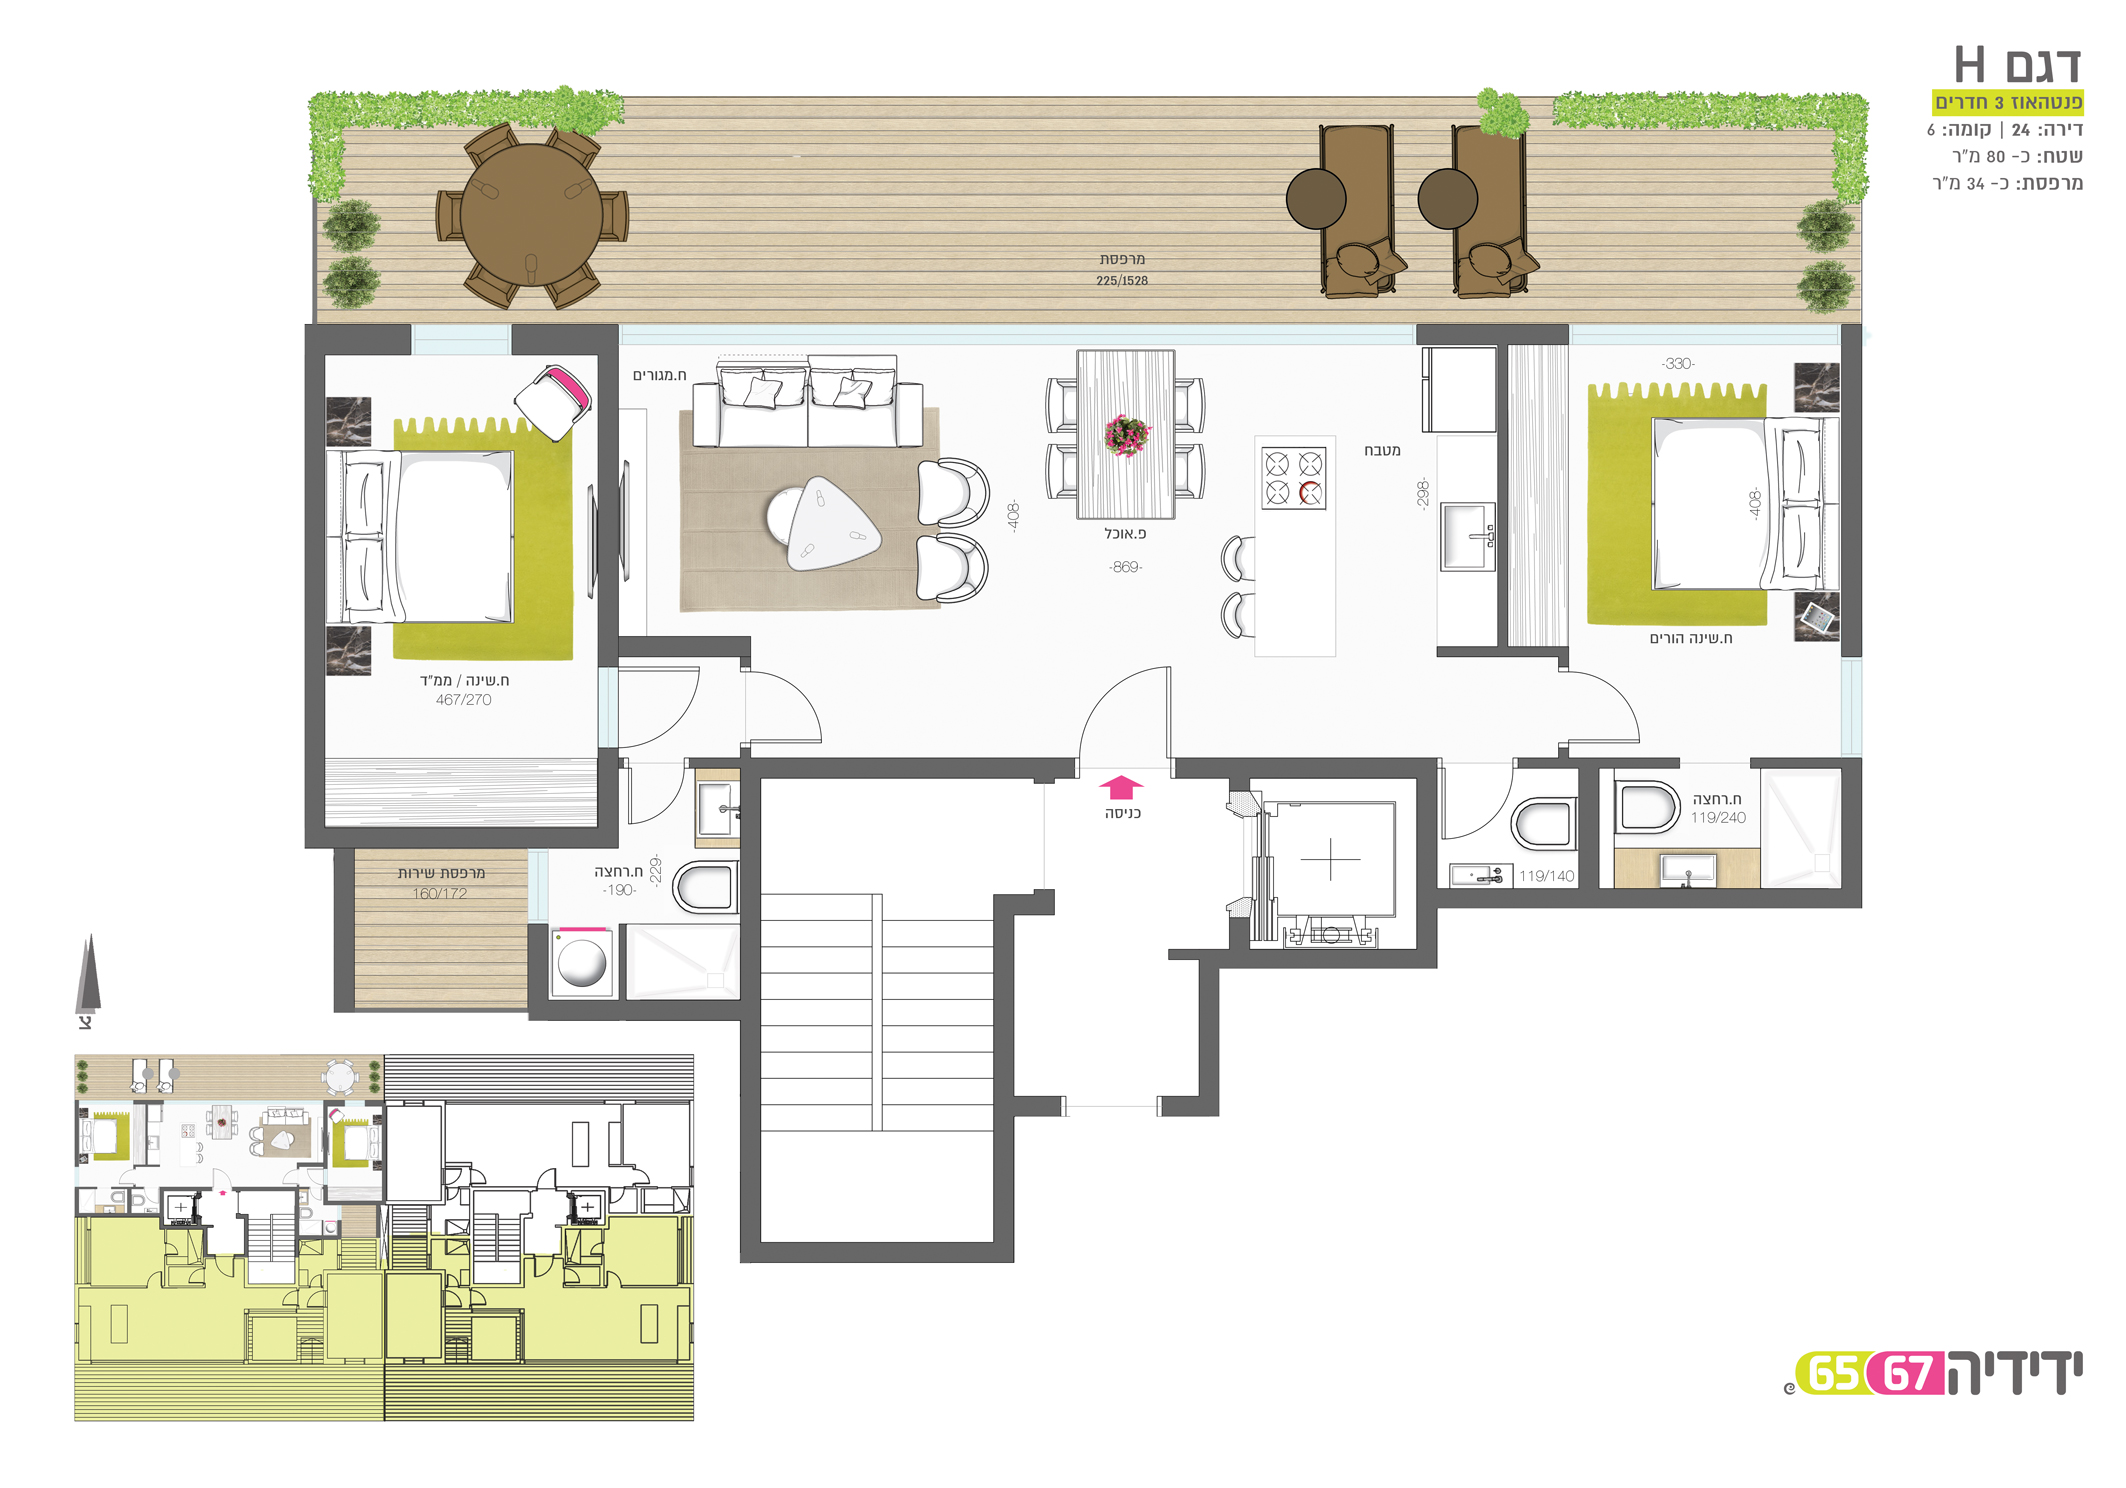 דגם H
פנטהאוז 3 חדרים
דירה: 24 | קומה: 6
שטח: כ- 80 מ"ר
מרפסת: כ- 34 מ"ר
מרפסת
225/1528
ח.מגורים
-330-
מטבח
-298-
-408-
-408-
פ.אוכל
-869-
ח.שינה הורים
ח.שינה / ממ"ד
467/270
כניסה
ח.רחצה
119/240
119/140
ח.רחצה
-190-
-229-
מרפסת שירות
160/172
ידידיה 67 65